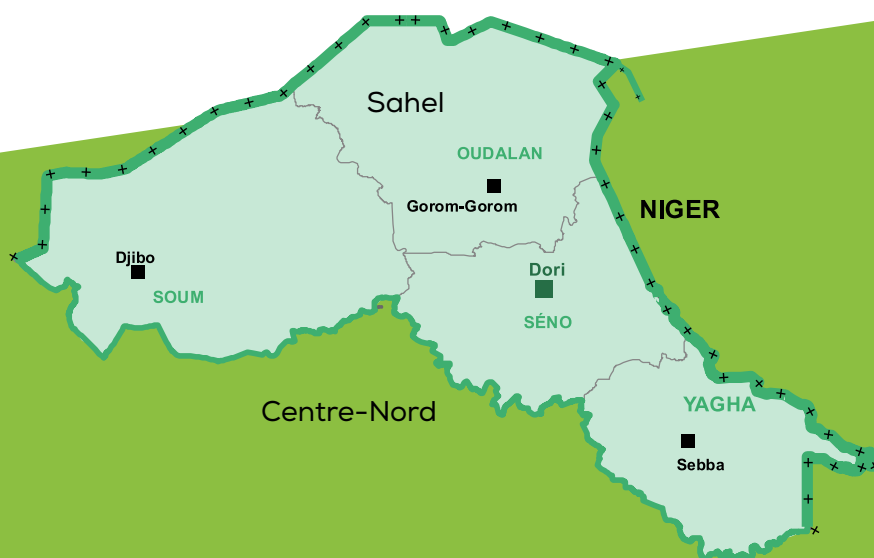 Sahel
OUDALAN
Gorom-Gorom
NIGER
Djibo
SOUM
Dori
SÉNO
Centre-Nord
YAGHA
Sebba